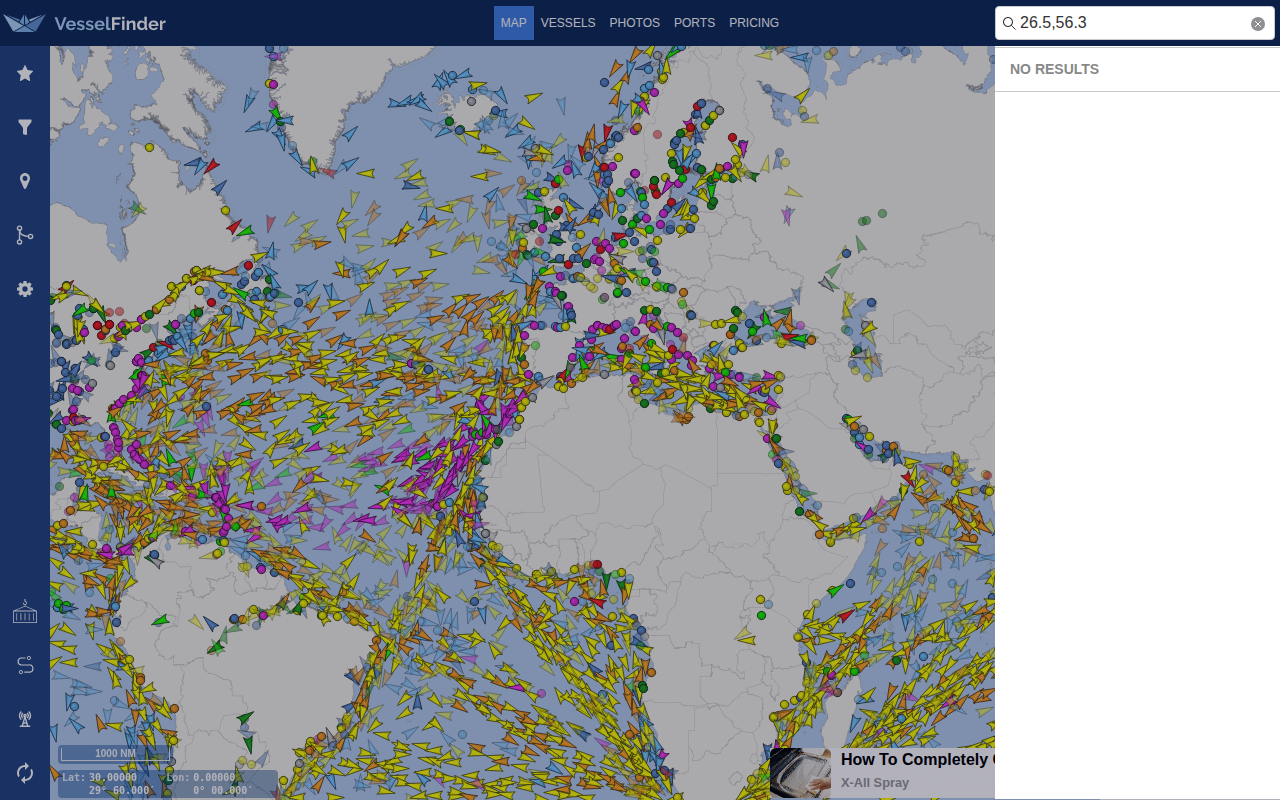 VesselFinder
MAP
VESSELS
PHOTOS
PORTS
PRICING
26.5,56.3
NO RESULTS
1000 NM
Lat: 30.00000
Lon: 0.00000
29° 60.000'
0° 00.000'
How To Completely
X-All Spray